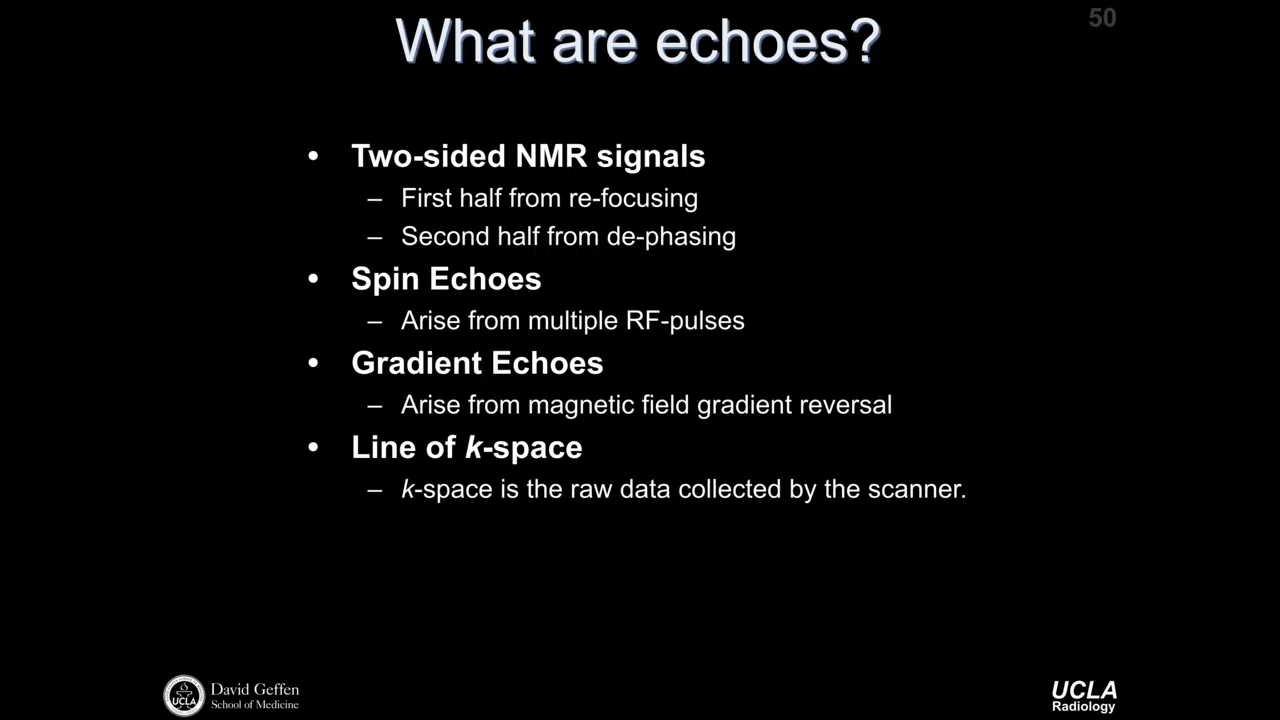 50
What are echoes?
• Two-sided NMR signals
– First half from re-focusing
– Second half from de-phasing
• Spin Echoes
– Arise from multiple RF-pulses
• Gradient Echoes
– Arise from magnetic field gradient reversal
• Line of k-space
– k-space is the raw data collected by the scanner.
UCLA
David Geffen
School of Medicine
UCLA
Radiology